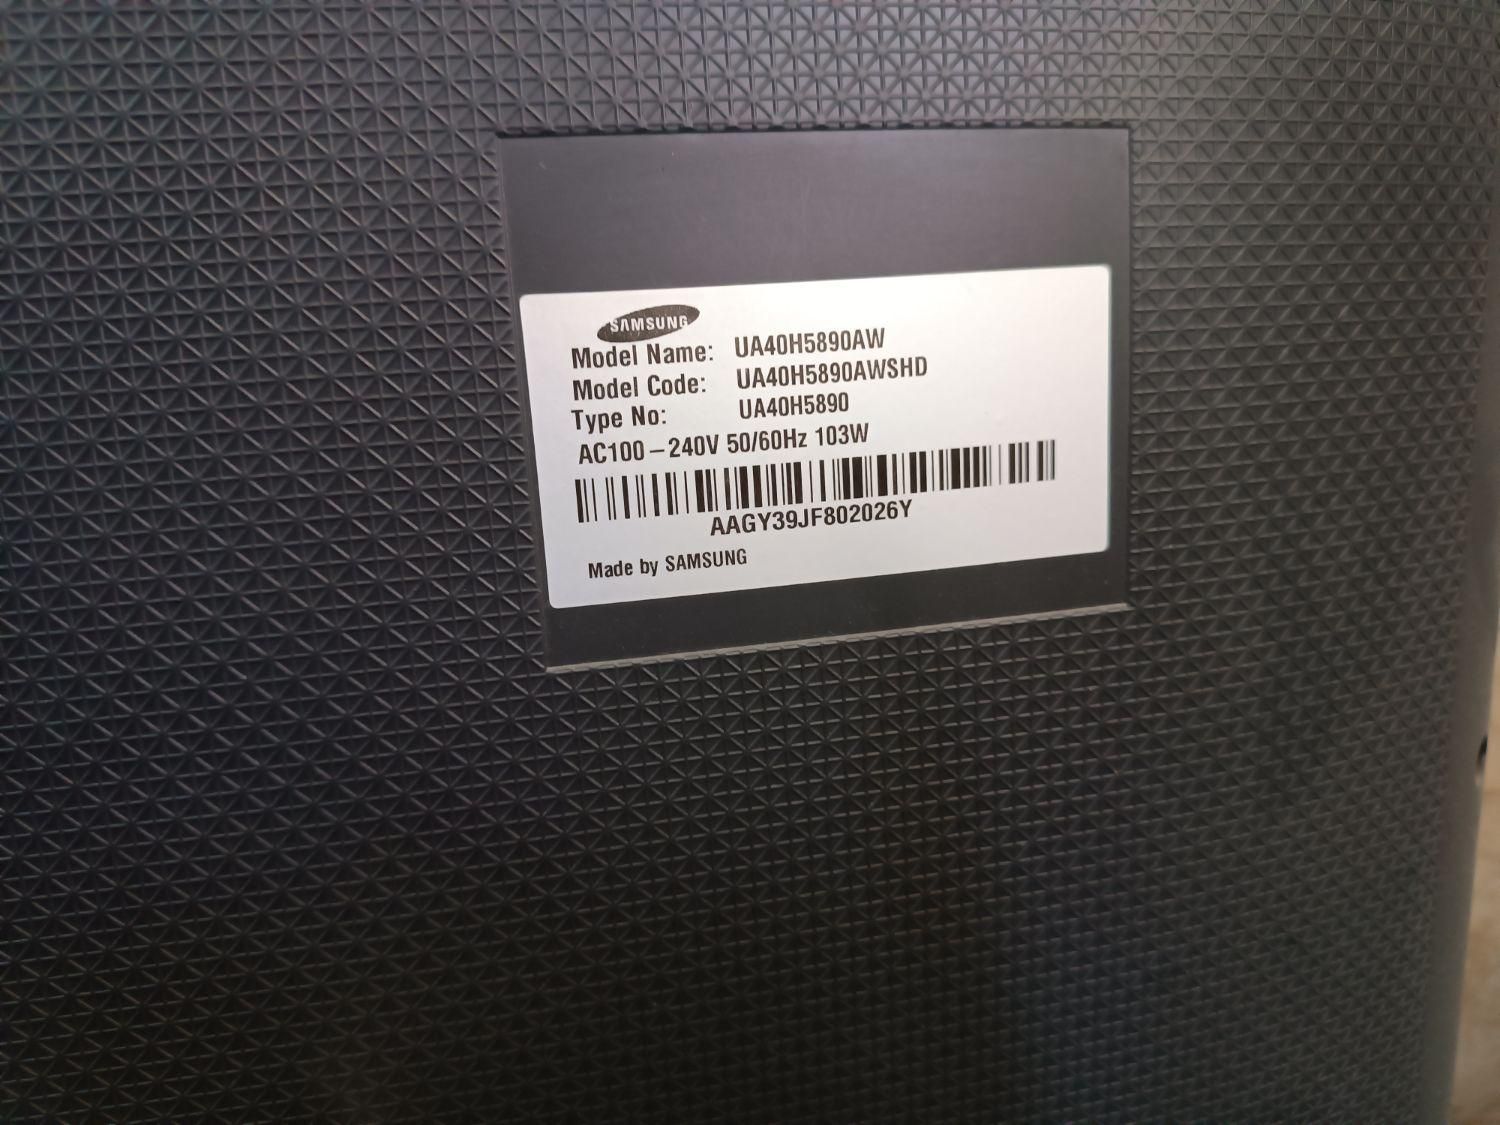 SAMSUNG
Model Name: UA40H5890AW
Model Code: UA40H5890AWSHD
Type No: UA40H5890
AC100-240V 50/60Hz 103W
AAGY39JF802026Y
Made by SAMSUNG